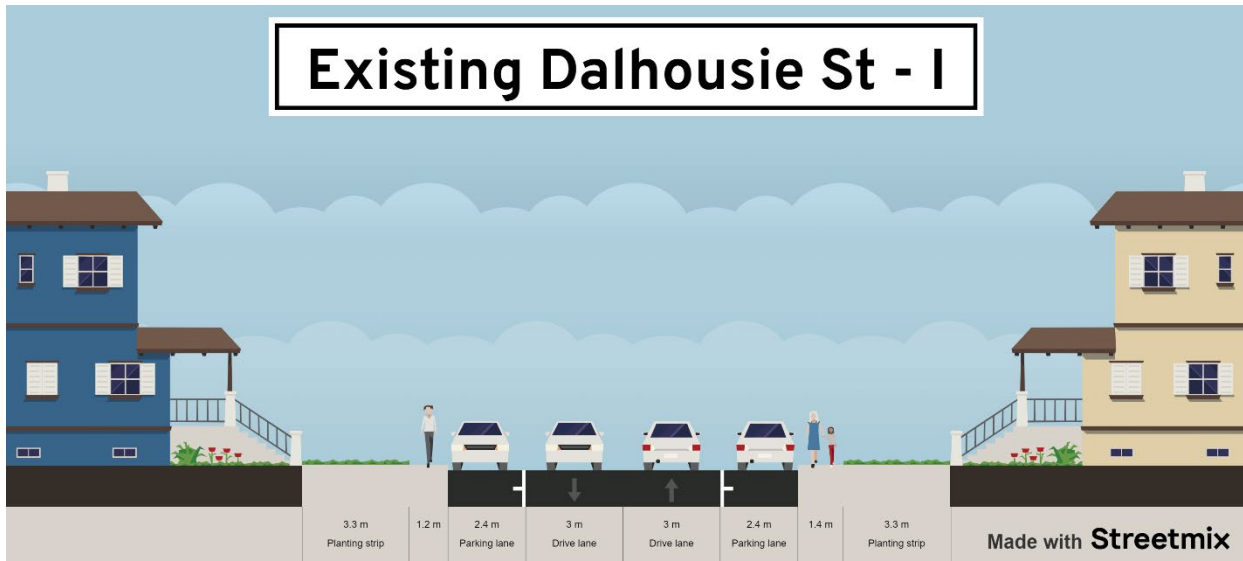 Existing Dalhousie St - I
3.3 m
Planting strip
1.2 m
2.4 m
Parking lane
3 m
Drive lane
3 m
Drive lane
2.4 m
Parking lane
1.4 m
3.3 m
Planting strip
Made with Streetmix